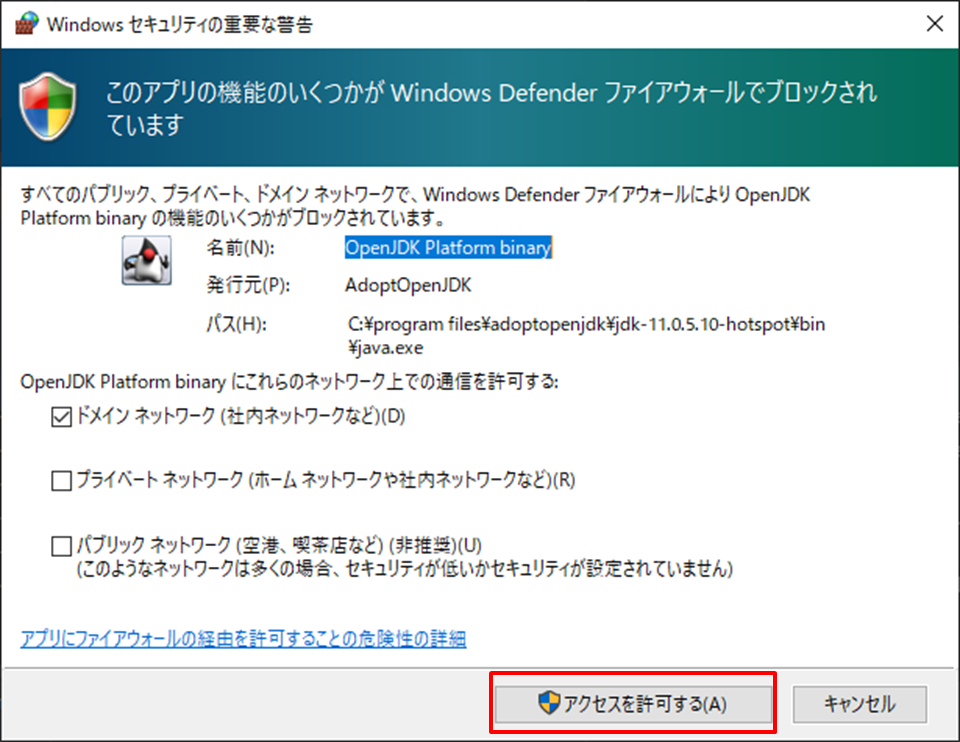 Windows セキュリティの重要な警告
このアプリの機能のいくつかが Windows Defender ファイアウォールでブロックされ
ています
すべてのパブリック、プライベート、ドメイン ネットワークで、Windows Defender ファイアウォールにより OpenJDK
Platform binary の機能のいくつかがブロックされています。
名前(N): OpenJDK Platform binary
発行元(P): AdoptOpenJDK
パス(H): C:¥program files¥adoptopenjdk¥jdk-11.0.5.10-hotspot¥bin
¥java.exe
OpenJDK Platform binary にこれらのネットワーク上での通信を許可する:
ドメイン ネットワーク (社内ネットワークなど)(D)
プライベート ネットワーク (ホーム ネットワークや社内ネットワークなど)(R)
パブリック ネットワーク (空港、喫茶店など) (非推奨)(U)
(このようなネットワークは多くの場合、セキュリティが低いかセキュリティが設定されていません)
アプリにファイアウォールの経由を許可することの危険性の詳細
アクセスを許可する(A) キャンセル